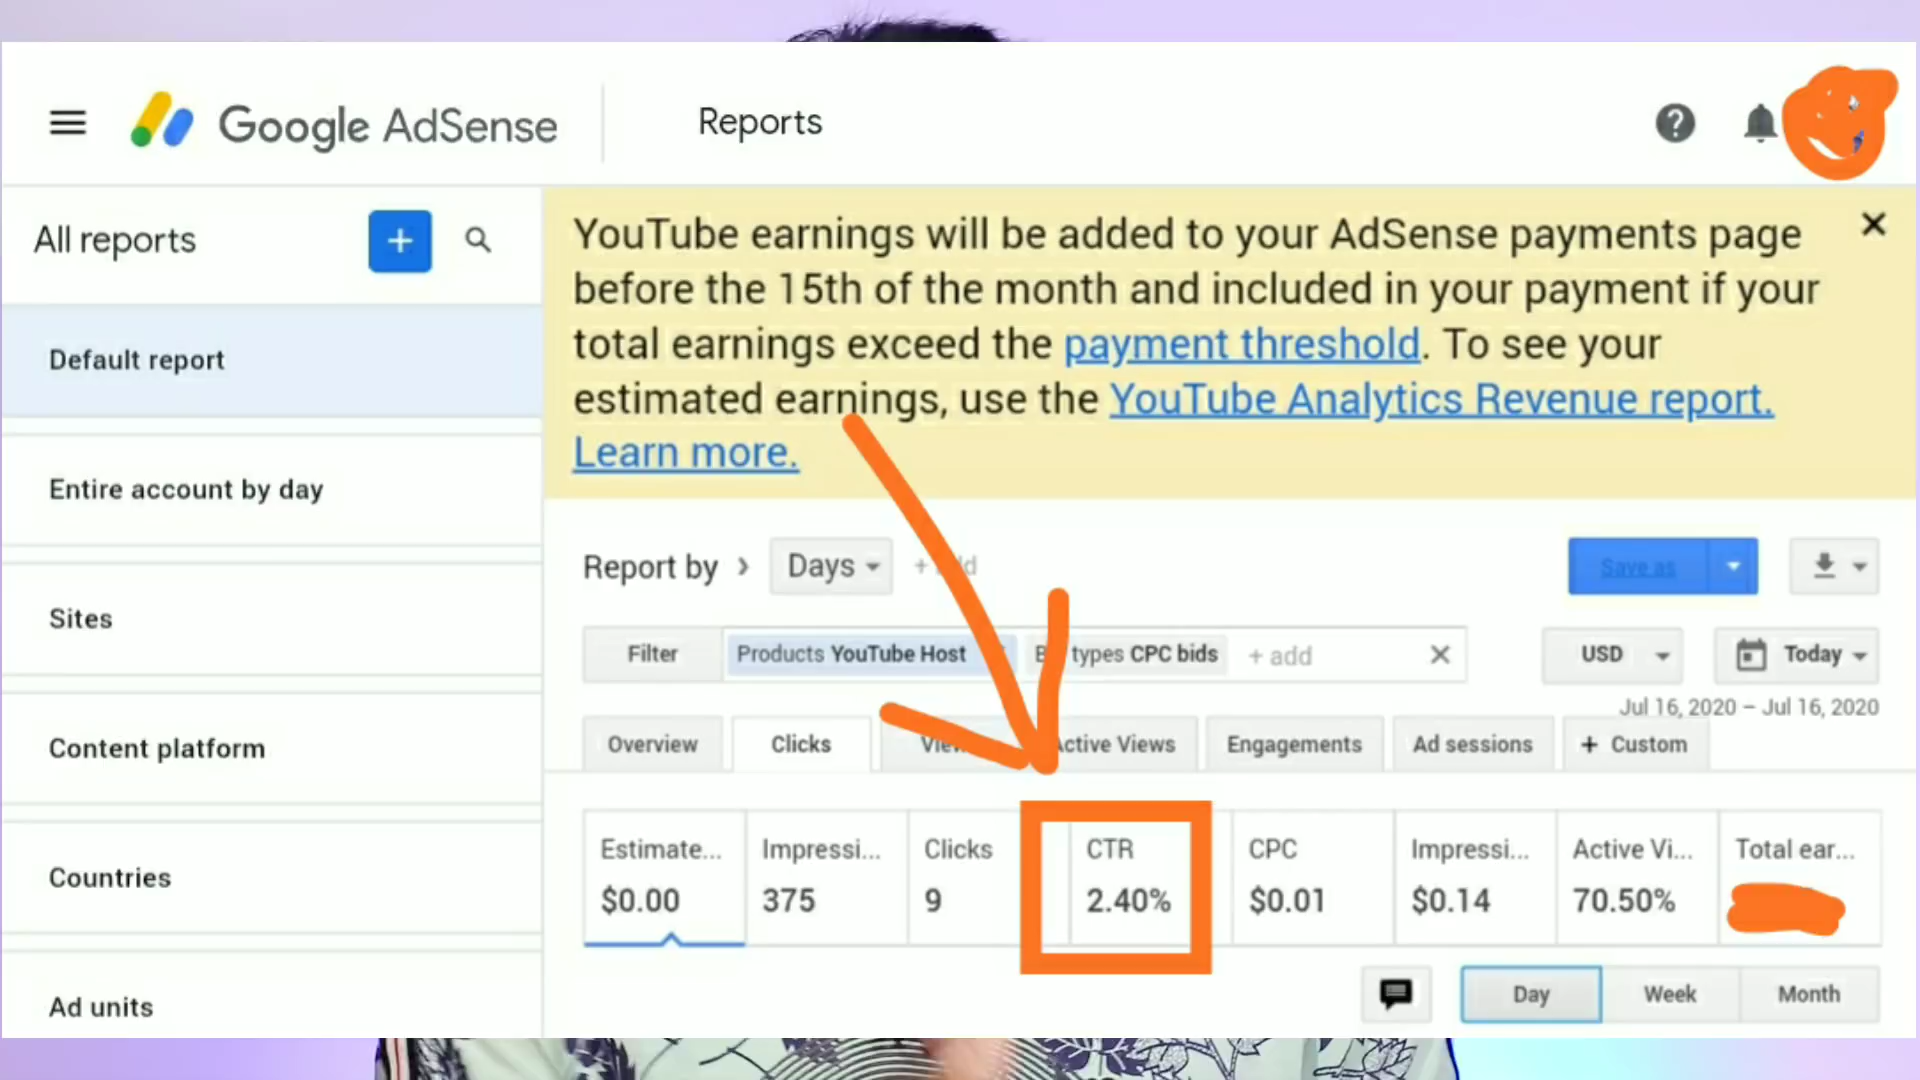 Google AdSense
Reports
All reports
+
Default report
Entire account by day
Sites
Content platform
Countries
Ad units
YouTube earnings will be added to your AdSense payments page
before the 15th of the month and included in your payment if your
total earnings exceed the payment threshold. To see your
estimated earnings, use the YouTube Analytics Revenue report.
Learn more.
Report by > Days
Save as
Filter Products YouTube Host types CPC bids + add
USD Today
Jul 16, 2020 – Jul 16, 2020
Overview Clicks Active Views Engagements Ad sessions + Custom
Estimate... Impressi... Clicks CTR CPC Impressi... Active Vi... Total ear...
$0.00 375 9 2.40% $0.01 $0.14 70.50%
Day Week Month